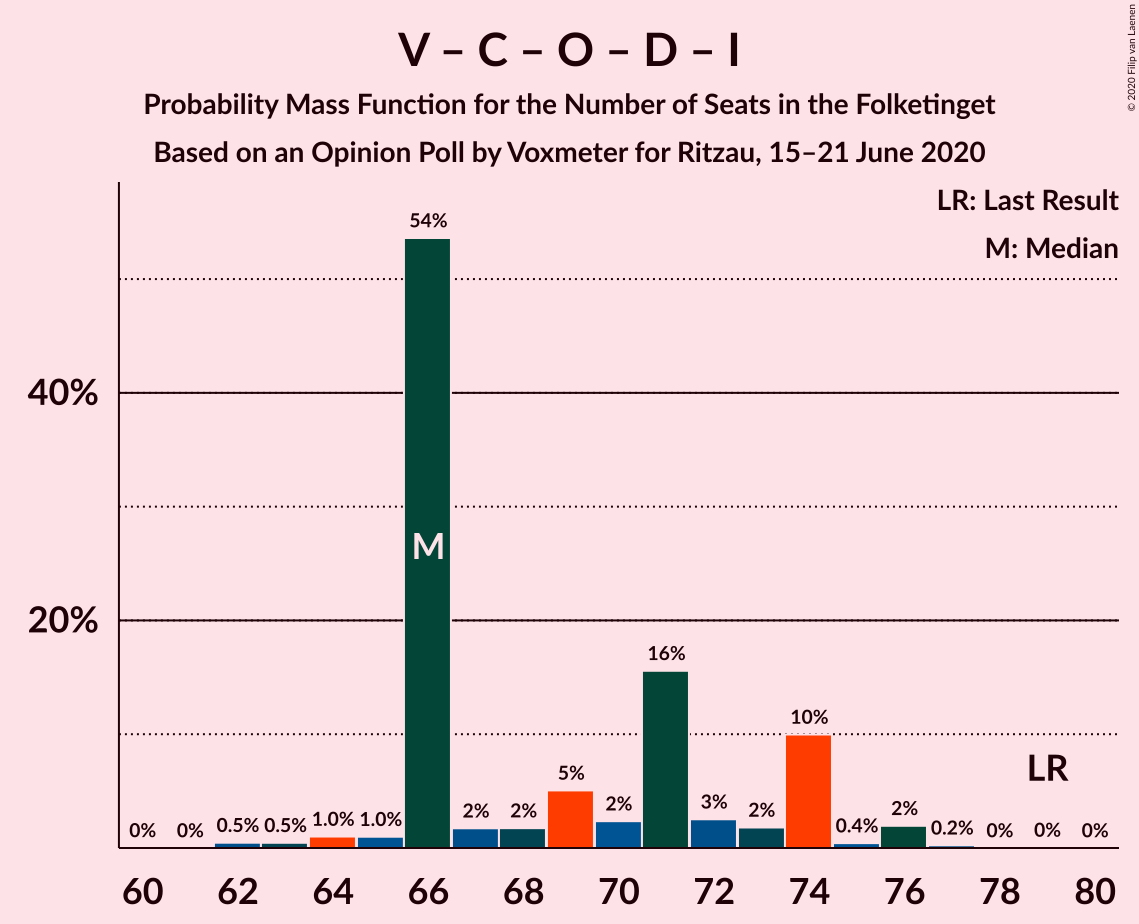 V – C – O – D – I
Probability Mass Function for the Number of Seats in the Folketinget
Based on an Opinion Poll by Voxmeter for Ritzau, 15–21 June 2020
© 2020 Filip van Laenen
LR: Last Result
M: Median
54%
40%
M
20%
16%
10%
LR
0% 0% 0.5% 0.5% 1.0% 1.0% 2% 2% 5% 2% 3% 2% 0.4% 2% 0.2% 0% 0% 0%
60 62 64 66 68 70 72 74 76 78 80